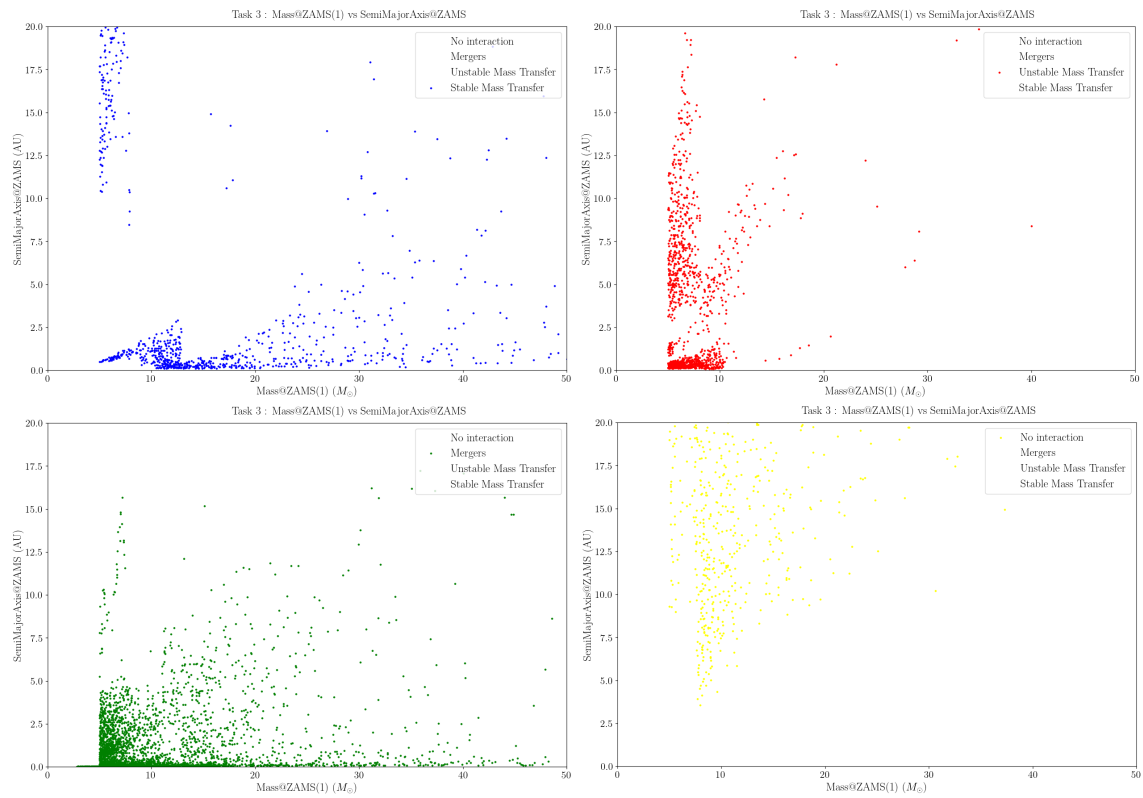 Task 3 : Mass@ZAMS(1) vs SemiMajorAxis@ZAMS
SemiMajorAxis@ZAMS (AU)
20.0
17.5
15.0
12.5
10.0
7.5
5.0
2.5
0.0
No interaction
Mergers
Unstable Mass Transfer
Stable Mass Transfer
0 10 20 30 40 50
Mass@ZAMS(1) (M☉)
Task 3 : Mass@ZAMS(1) vs SemiMajorAxis@ZAMS
SemiMajorAxis@ZAMS (AU)
20.0
17.5
15.0
12.5
10.0
7.5
5.0
2.5
0.0
No interaction
Mergers
Unstable Mass Transfer
Stable Mass Transfer
0 10 20 30 40 50
Mass@ZAMS(1) (M☉)
Task 3 : Mass@ZAMS(1) vs SemiMajorAxis@ZAMS
SemiMajorAxis@ZAMS (AU)
20.0
17.5
15.0
12.5
10.0
7.5
5.0
2.5
0.0
No interaction
Mergers
Unstable Mass Transfer
Stable Mass Transfer
0 10 20 30 40 50
Mass@ZAMS(1) (M☉)
Task 3 : Mass@ZAMS(1) vs SemiMajorAxis@ZAMS
SemiMajorAxis@ZAMS (AU)
20.0
17.5
15.0
12.5
10.0
7.5
5.0
2.5
0.0
No interaction
Mergers
Unstable Mass Transfer
Stable Mass Transfer
0 10 20 30 40 50
Mass@ZAMS(1) (M☉)